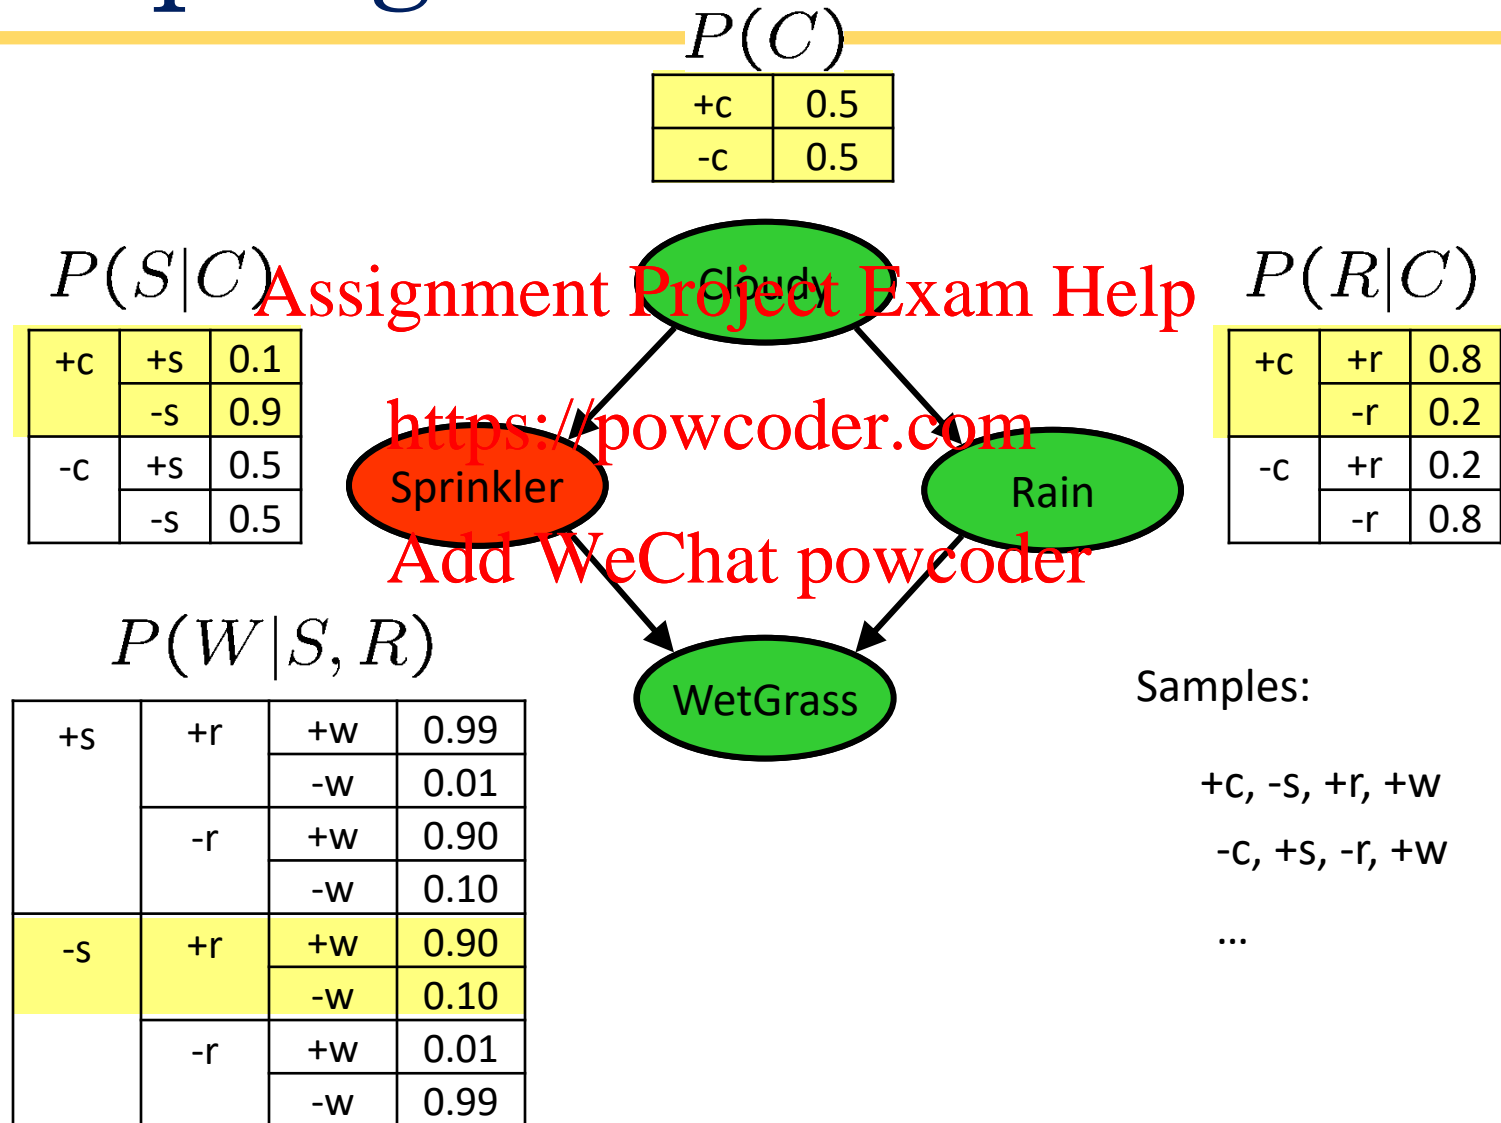 P(C)
+c 0.5
-c 0.5
P(S|C)
+c +s 0.1
-s 0.9
-c +s 0.5
-s 0.5
Cloudy
Assignment Project Exam Help
P(R|C)
+c +r 0.8
-r 0.2
-c +r 0.2
-r 0.8
https://powcoder.com
Sprinkler
Rain
Add WeChat powcoder
P(W|S, R)
+s +r +w 0.99
-w 0.01
-r +w 0.90
-w 0.10
-s +r +w 0.90
-w 0.10
-r +w 0.01
-w 0.99
WetGrass
Samples:
+c, -s, +r, +w
-c, +s, -r, +w
...